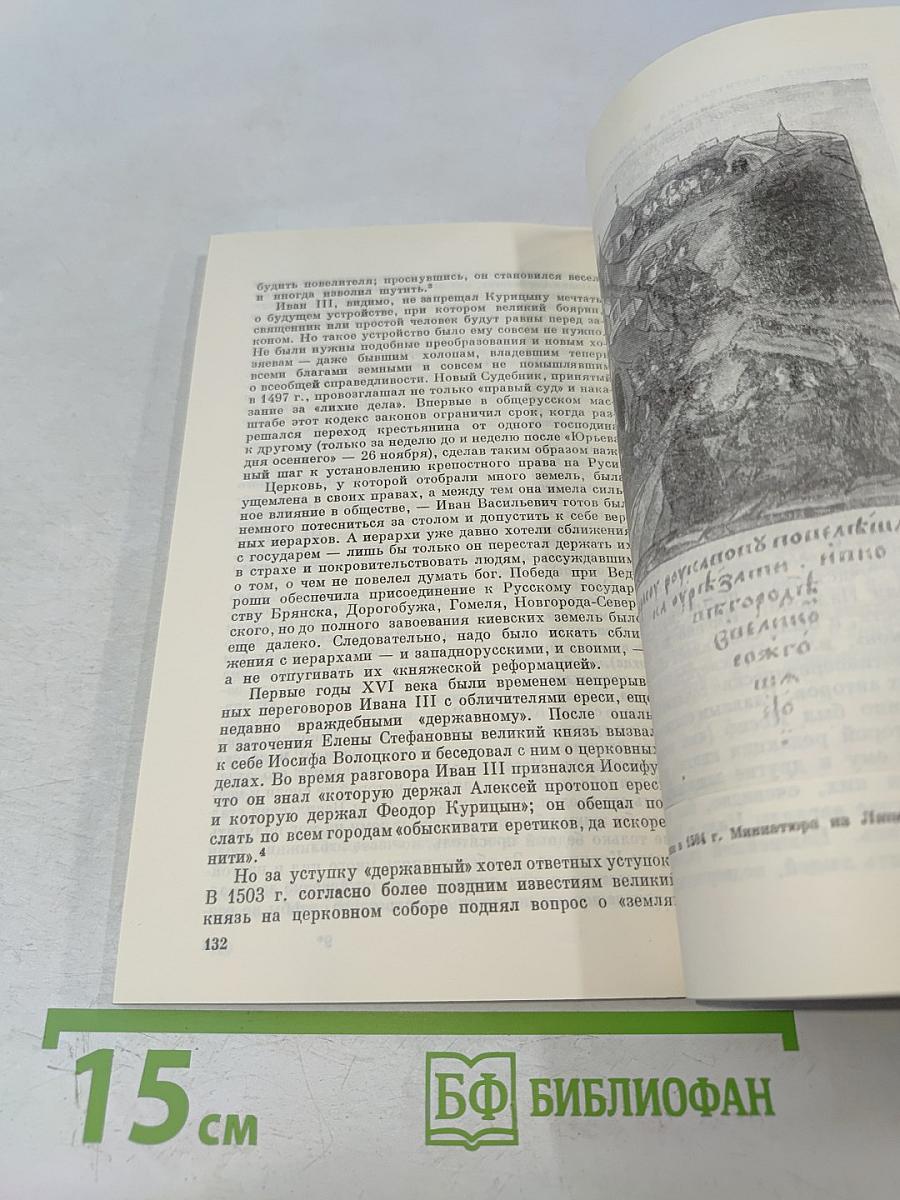 будить повелителя; проснувшись, он становился весел
и иногда изволил шутить.³
Иван III, видимо, не запрещал Курицыну мечтать
о будущем устройстве, при котором великий боярин,
священник или простой человек будут равны перед за-
коном. Но такое устройство было ему совсем не нужно.
Не были нужны подобные преобразования и новым хо-
зяевам — даже бывшим холопам, владевшим теперь
всеми благами земными и совсем не помышлявшим
о всеобщей справедливости. Новый Судебник, принятый
в 1497 г., провозглашал не только «правый суд» и нака-
зание за «лихие дела». Впервые в общерусском мас-
штабе этот кодекс законов ограничил срок, когда раз-
решался переход крестьянина от одного господина
к другому (только за неделю до и неделю после «Юрьева
дня осеннего» — 26 ноября), сделав таким образом важ-
ный шаг к установлению крепостного права на Руси.
Церковь, у которой отобрали много земель, была
ущемлена в своих правах, а между тем она имела силь-
ное влияние в обществе, — Иван Васильевич готов был
немного потесниться за столом и допустить к себе вер-
ных иерархов. А иерархи уже давно хотели сближения
с государем — лишь бы только он перестал держать их
в страхе и покровительствовать людям, рассуждавшим
о том, о чем не повелел думать бог. Победа при Вед-
роши обеспечила присоединение к Русскому государ-
ству Брянска, Дорогобужа, Гомеля, Новгорода-Север-
ского, но до полного завоевания киевских земель было
еще далеко. Следовательно, надо было искать сбли-
жения с иерархами — и западнорусскими, и своими, —
а не отпугивать их «княжеской реформацией».
Первые годы XVI века были временем непрерыв-
ных переговоров Ивана III с обличителями ереси, еще
недавно враждебными «державному». После опалы
и заточения Елены Стефановны великий князь вызвал
к себе Иосифа Волоцкого и беседовал с ним о церковных
делах. Во время разговора Иван III признался Иосифу,
что он знал «которую держал Алексей протопоп ересь
и которую держал Феодор Курицын»; он обещал по-
слать по всем городам «обыскивати еретиков, да искоре-
нити».⁴
Но за уступку «державный» хотел ответных уступок.
В 1503 г. согласно более поздним известиям великий
князь на церковном соборе поднял вопрос о «землях
132
в 1504 г. Миниатюра из
15 см
БФ БИБЛИОФАН